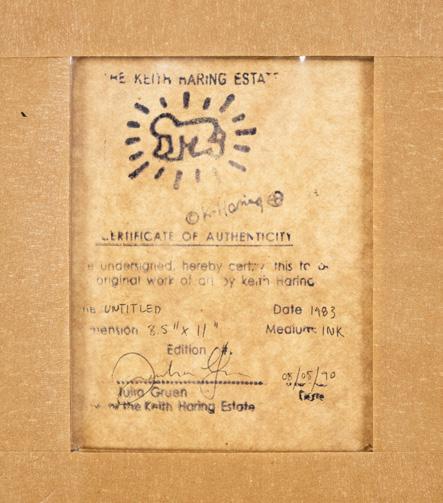 HE KEITH HARING ESTAT
© K. Haring ⊕
CERTIFICATE OF AUTHENTICITY
e undersigned, hereby certify this to
original work of art by Keith Haring
UNTITLED Date 1983
mension 8.5" x 11" Medium INK
Edition #.
08/05/90
Julia Gruen Date
of the Keith Haring Estate